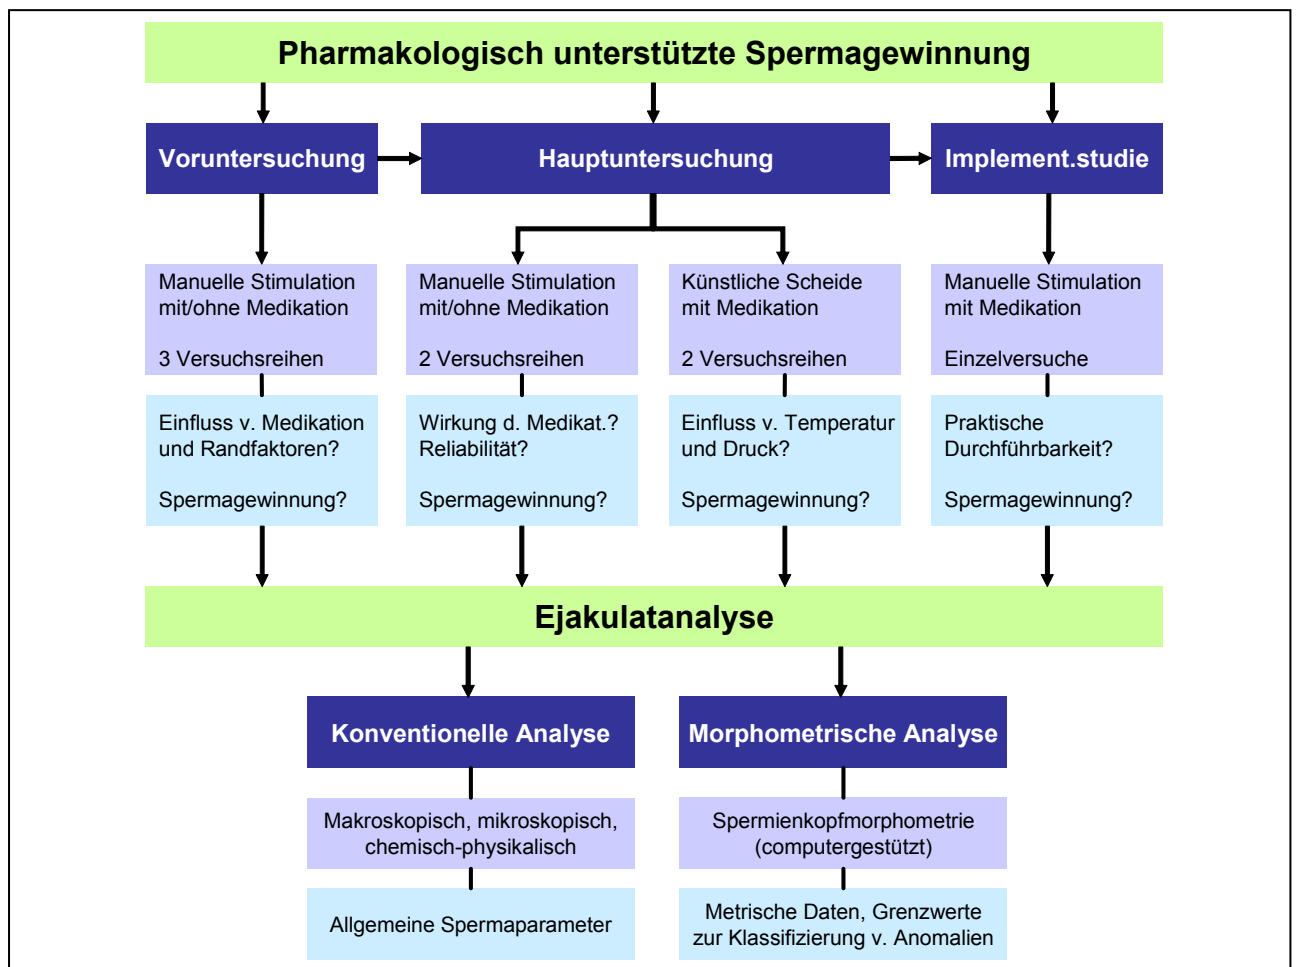 Pharmakologisch unterstützte Spermagewinnung
Voruntersuchung
Hauptuntersuchung
Implement.studie
Manuelle Stimulation
mit/ohne Medikation
3 Versuchsreihen
Manuelle Stimulation
mit/ohne Medikation
2 Versuchsreihen
Künstliche Scheide
mit Medikation
2 Versuchsreihen
Manuelle Stimulation
mit Medikation
Einzelversuche
Einfluss v. Medikation
und Randfaktoren?
Spermagewinnung?
Wirkung d. Medikat.?
Reliabilität?
Spermagewinnung?
Einfluss v. Temperatur
und Druck?
Spermagewinnung?
Praktische
Durchführbarkeit?
Spermagewinnung?
Ejakulatanalyse
Konventionelle Analyse
Morphometrische Analyse
Makroskopisch, mikroskopisch,
chemisch-physikalisch
Spermienkopfmorphometrie
(computergestützt)
Allgemeine Spermaparameter
Metrische Daten, Grenzwerte
zur Klassifizierung v. Anomalien